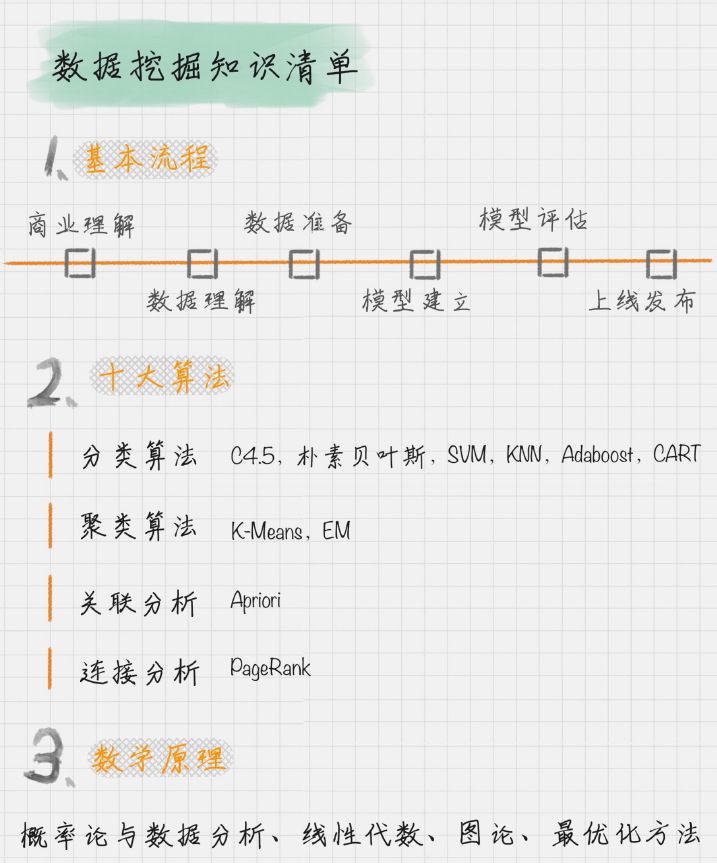 数据挖掘知识清单
1、基本流程
商业理解 数据准备 模型评估
数据理解 模型建立 上线发布
2、十大算法
分类算法 C4.5, 朴素贝叶斯, SVM, KNN, Adaboost, CART
聚类算法 K-Means, EM
关联分析 Apriori
连接分析 PageRank
3、数学原理
概率论与数据分析、线性代数、图论、最优化方法